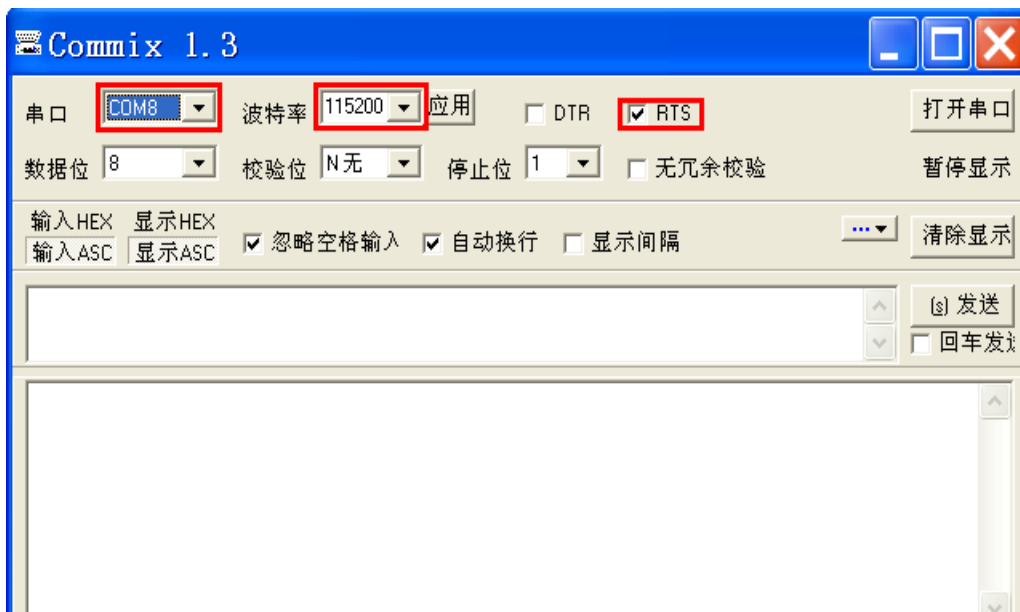 Commix 1.3
串口 COM8 波特率 115200 应用 DTR RTS 打开串口
数据位 8 校验位 N无 停止位 1 无冗余校验 暂停显示
输入HEX 显示HEX
输入ASC 显示ASC 忽略空格输入 自动换行 显示间隔 ... 清除显示
(s) 发送
回车发